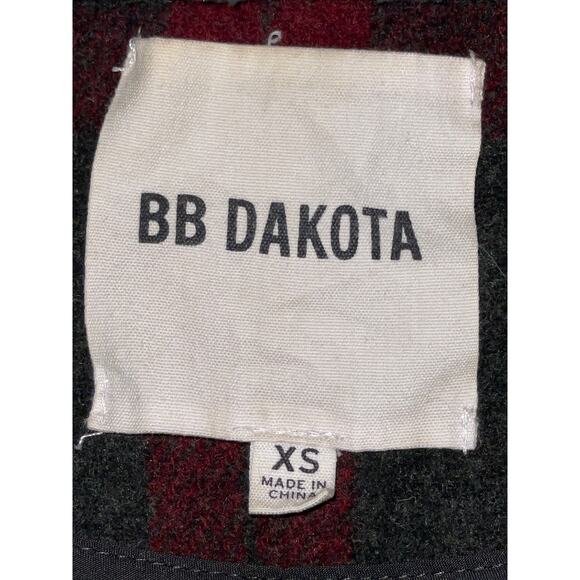 BB DAKOTA
XS
MADE IN
CHINA